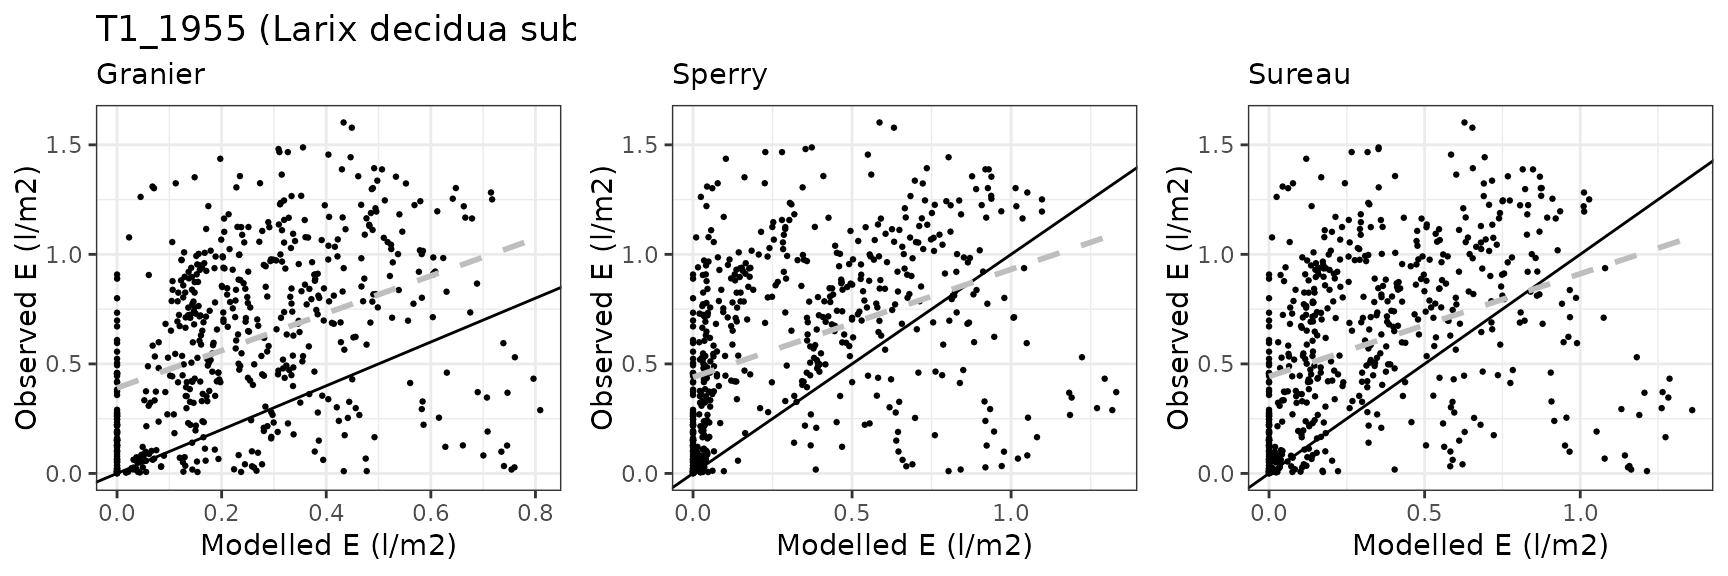 T1_1955 (Larix decidua sub
Granier
Sperry
Sureau
Observed E (l/m2)
1.5
1.0
0.5
0.0
0.0 0.2 0.4 0.6 0.8
Modelled E (l/m2)
Observed E (l/m2)
1.5
1.0
0.5
0.0
0.0 0.5 1.0
Modelled E (l/m2)
Observed E (l/m2)
1.5
1.0
0.5
0.0
0.0 0.5 1.0
Modelled E (l/m2)